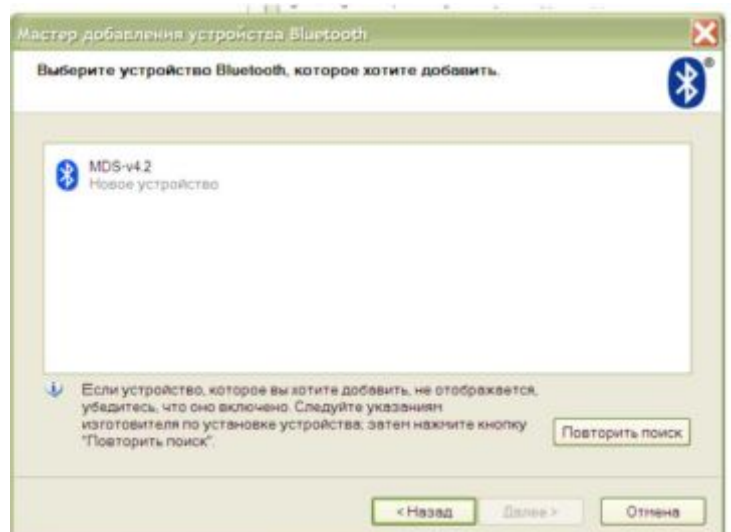 Мастер добавления устройства Bluetooth
Выберите устройство Bluetooth, которое хотите добавить.
®
MDS-v4.2
Новое устройство
Если устройство, которое вы хотите добавить, не отображается,
убедитесь, что оно включено. Следуйте указаниям
изготовителя по установке устройства; затем нажмите кнопку
"Повторить поиск".
Повторить поиск
< Назад
Далее >
Отмена